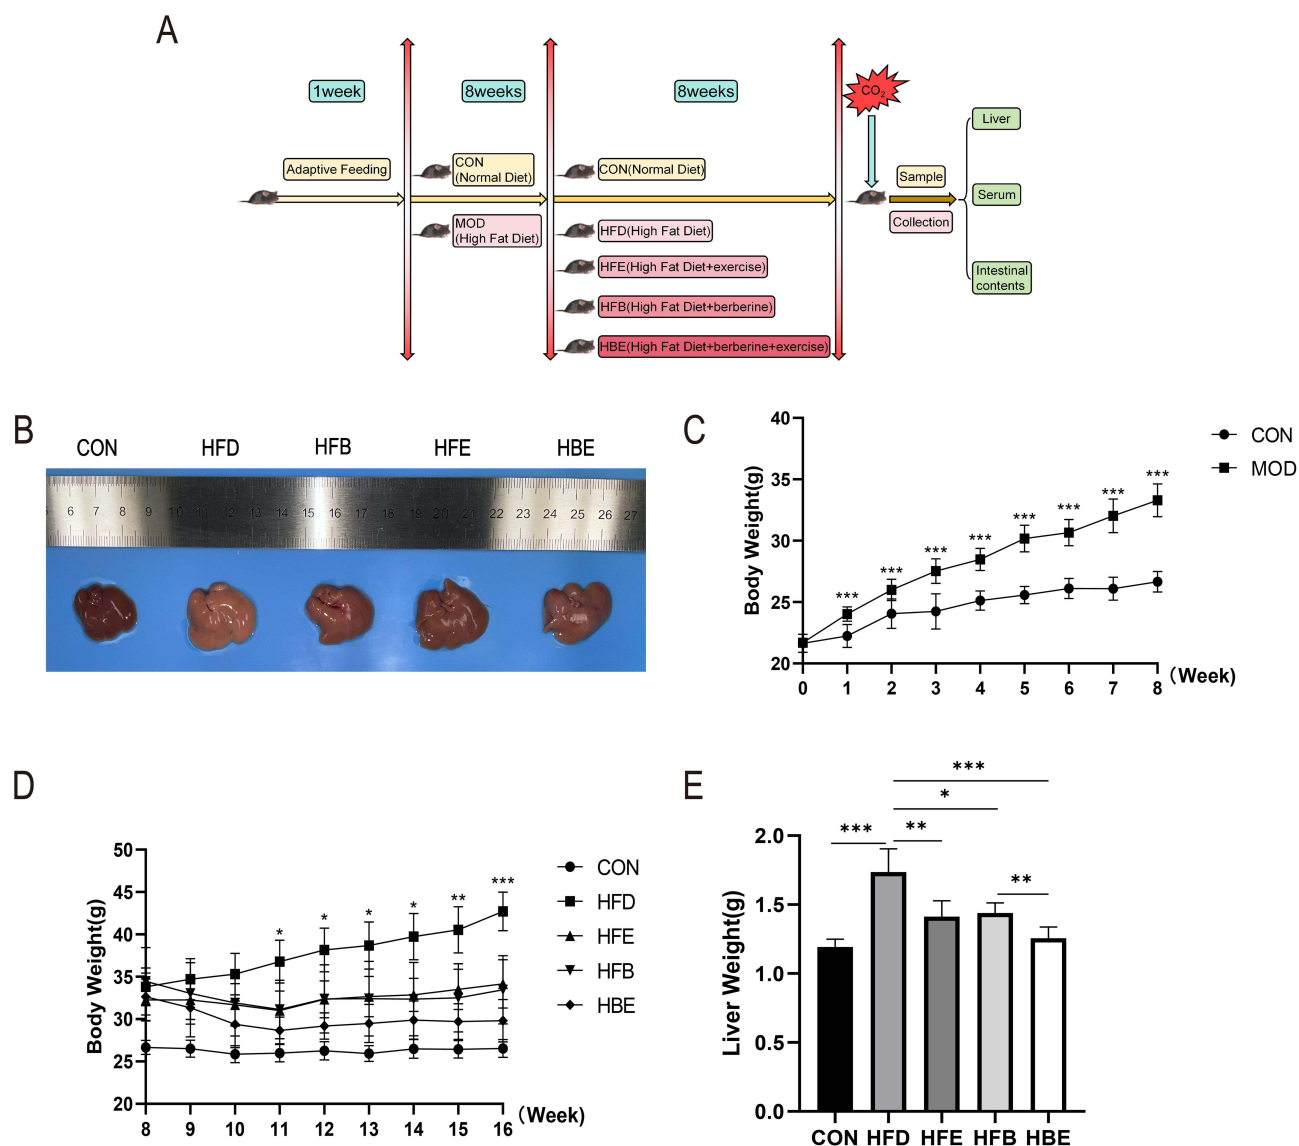 A
1week
8weeks
8weeks
CO2
Liver
Adaptive Feeding
CON
(Normal Diet)
CON(Normal Diet)
Sample
Serum
MOD
(High Fat Diet)
HFD(High Fat Diet)
Collection
HFE(High Fat Diet+exercise)
Intestinal
contents
HFB(High Fat Diet+berberine)
HBE(High Fat Diet+berberine+exercise)
B
CON HFD HFB HFE HBE
6 7 8 9 10 11 12 13 14 15 16 17 18 19 20 21 22 23 24 25 26 27
C
40
35
30
25
20
Body Weight(g)
*** *** *** *** *** *** *** ***
0 1 2 3 4 5 6 7 8 (Week)
CON
MOD
D
50
45
40
35
30
25
20
Body Weight(g)
* * * * ** ***
8 9 10 11 12 13 14 15 16 (Week)
CON
HFD
HFE
HFB
HBE
E
***
*
*** **
**
2.0
1.5
1.0
0.5
0.0
Liver Weight(g)
CON HFD HFE HFB HBE